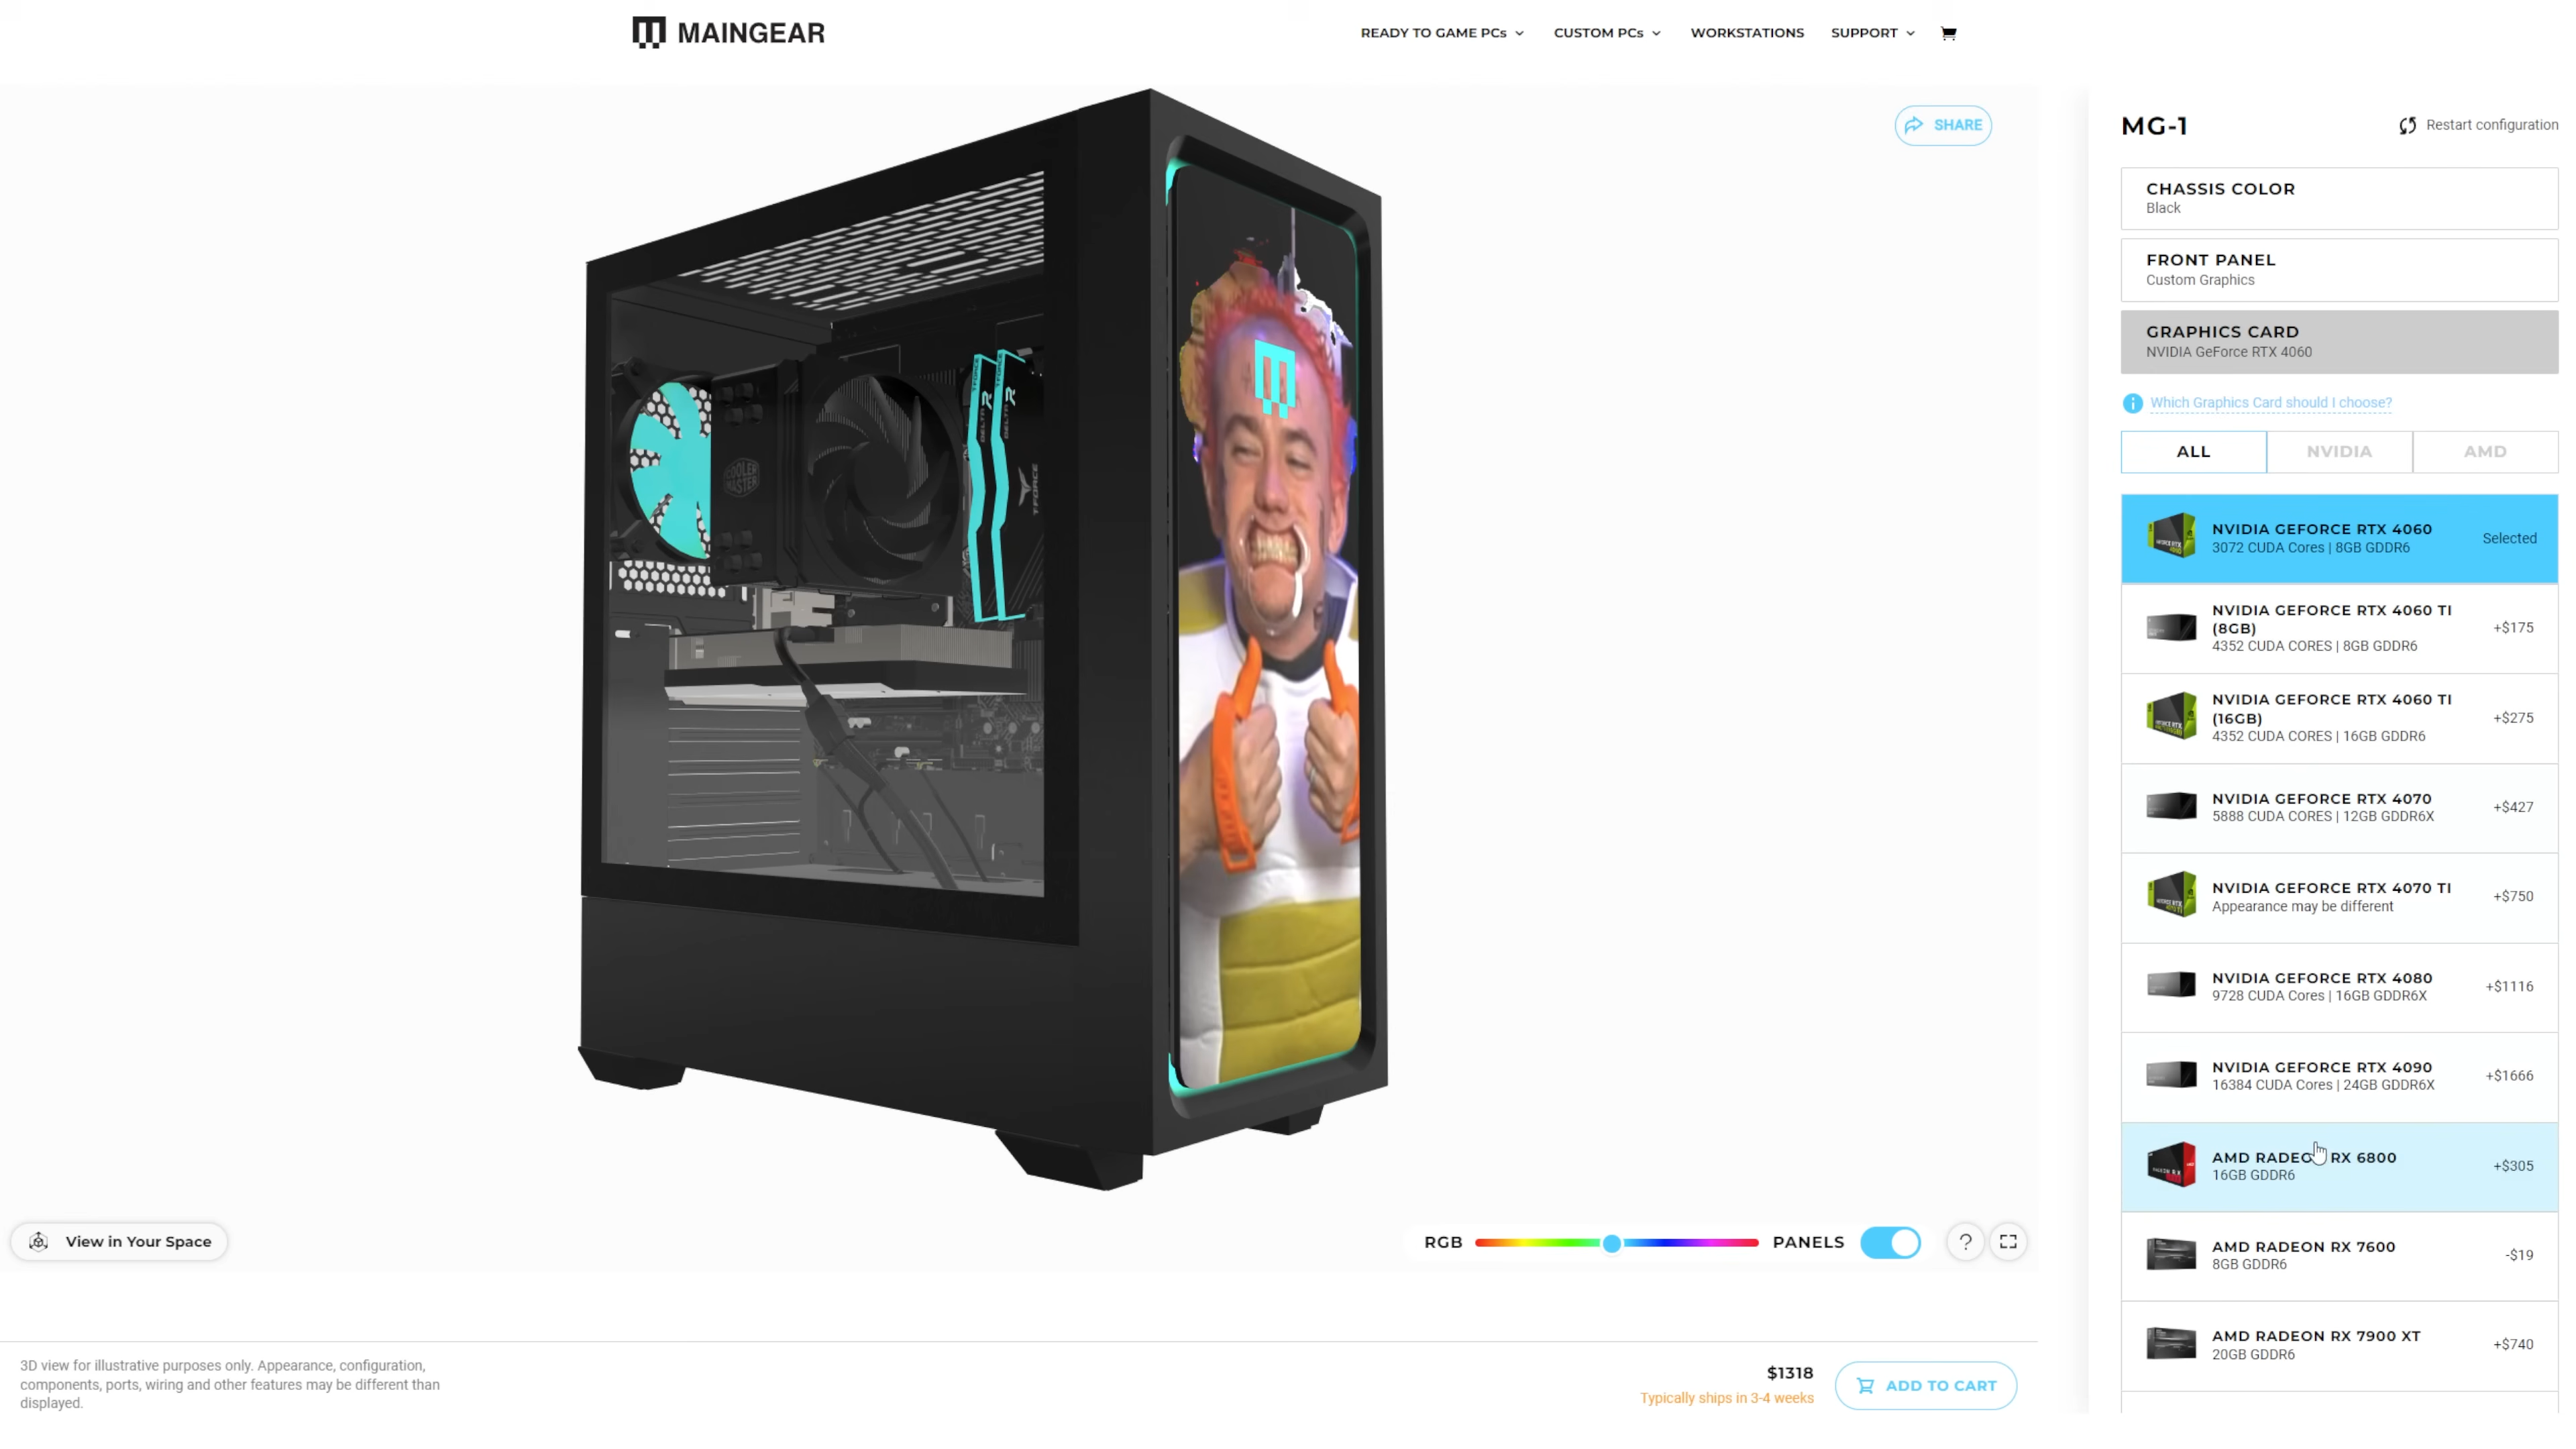 MAINGEAR
READY TO GAME PCs
CUSTOM PCs
WORKSTATIONS
SUPPORT
SHARE
MG-1
Restart configuration
CHASSIS COLOR
Black
FRONT PANEL
Custom Graphics
GRAPHICS CARD
NVIDIA GeForce RTX 4060
Which Graphics Card should I choose?
ALL
NVIDIA
AMD
NVIDIA GEFORCE RTX 4060
3072 CUDA Cores | 8GB GDDR6
Selected
NVIDIA GEFORCE RTX 4060 TI
(8GB)
4352 CUDA CORES | 8GB GDDR6
+$175
NVIDIA GEFORCE RTX 4060 TI
(16GB)
4352 CUDA CORES | 16GB GDDR6
+$275
NVIDIA GEFORCE RTX 4070
5888 CUDA CORES | 12GB GDDR6X
+$427
NVIDIA GEFORCE RTX 4070 TI
Appearance may be different
+$750
NVIDIA GEFORCE RTX 4080
9728 CUDA Cores | 16GB GDDR6X
+$1116
NVIDIA GEFORCE RTX 4090
16384 CUDA Cores | 24GB GDDR6X
+$1666
AMD RADEON RX 6800
16GB GDDR6
+$305
AMD RADEON RX 7600
8GB GDDR6
-$19
AMD RADEON RX 7900 XT
20GB GDDR6
+$740
COOLER
MASTER
DELTA R
DELTA R
T-FORCE
View in Your Space
RGB
PANELS
?
3D view for illustrative purposes only. Appearance, configuration,
components, ports, wiring and other features may be different than
displayed.
$1318
Typically ships in 3-4 weeks
ADD TO CART